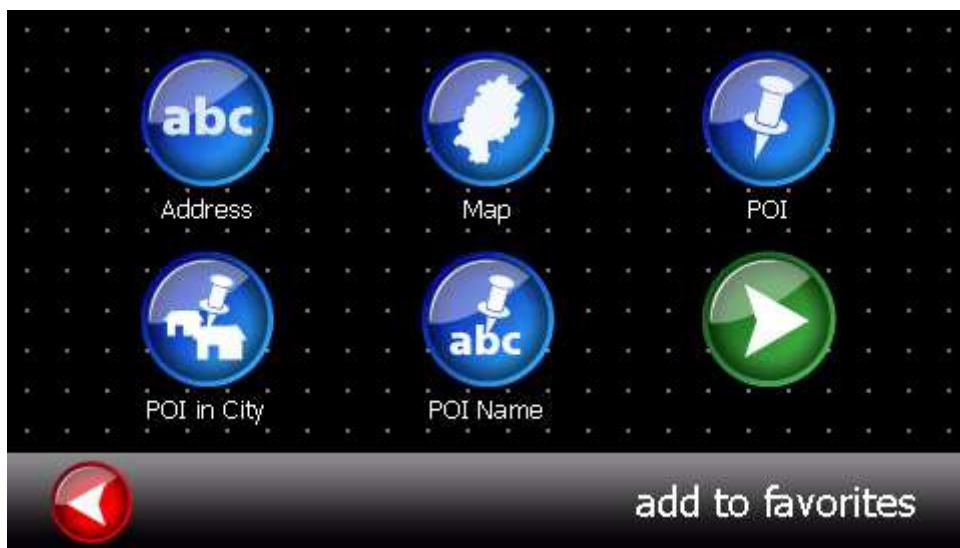 abc
Address
Map
POI
abc
POI in City
POI Name
add to favorites